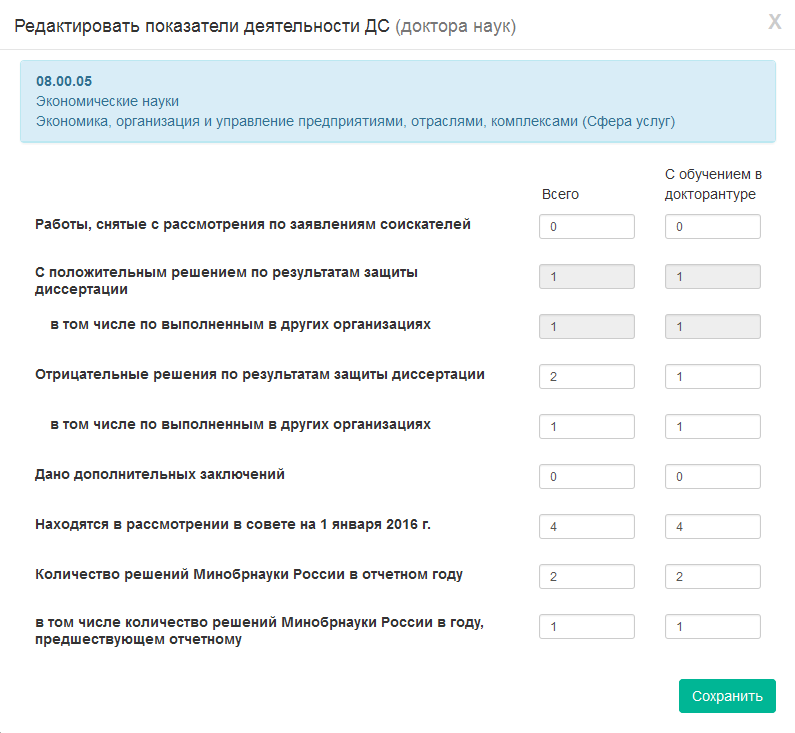 Редактировать показатели деятельности ДС (доктора наук)
X
08.00.05
Экономические науки
Экономика, организация и управление предприятиями, отраслями, комплексами (Сфера услуг)
Всего
С обучением в
докторантуре
Работы, снятые с рассмотрения по заявлениям соискателей 0 0
С положительным решением по результатам защиты
диссертации 1 1
в том числе по выполненным в других организациях 1 1
Отрицательные решения по результатам защиты диссертации 2 1
в том числе по выполненным в других организациях 1 1
Дано дополнительных заключений 0 0
Находятся в рассмотрении в совете на 1 января 2016 г. 4 4
Количество решений Минобрнауки России в отчетном году 2 2
в том числе количество решений Минобрнауки России в году,
предшествующем отчетному 1 1
Сохранить